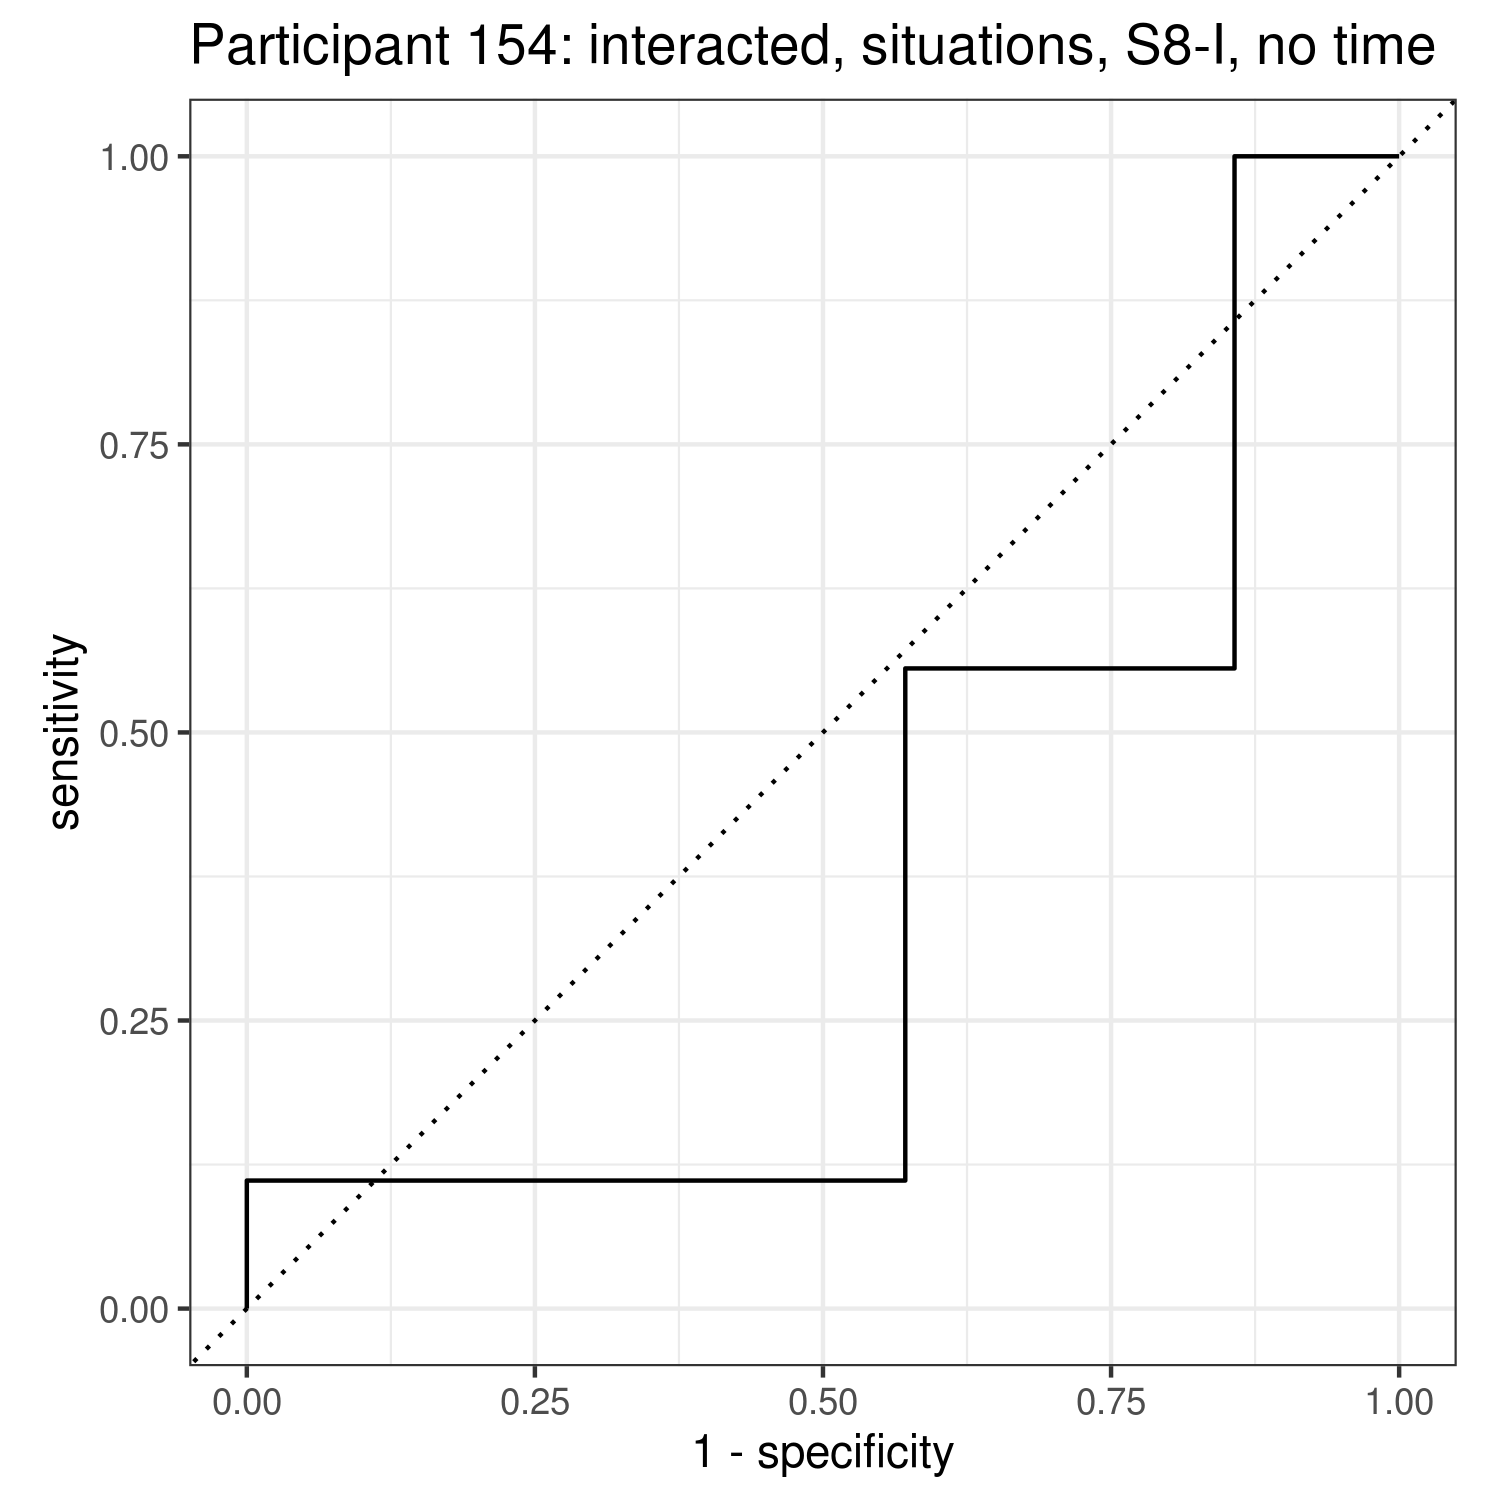 Participant 154: interacted, situations, S8-I, no time
sensitivity
1.00
0.75
0.50
0.25
0.00
0.00 0.25 0.50 0.75 1.00
1 - specificity